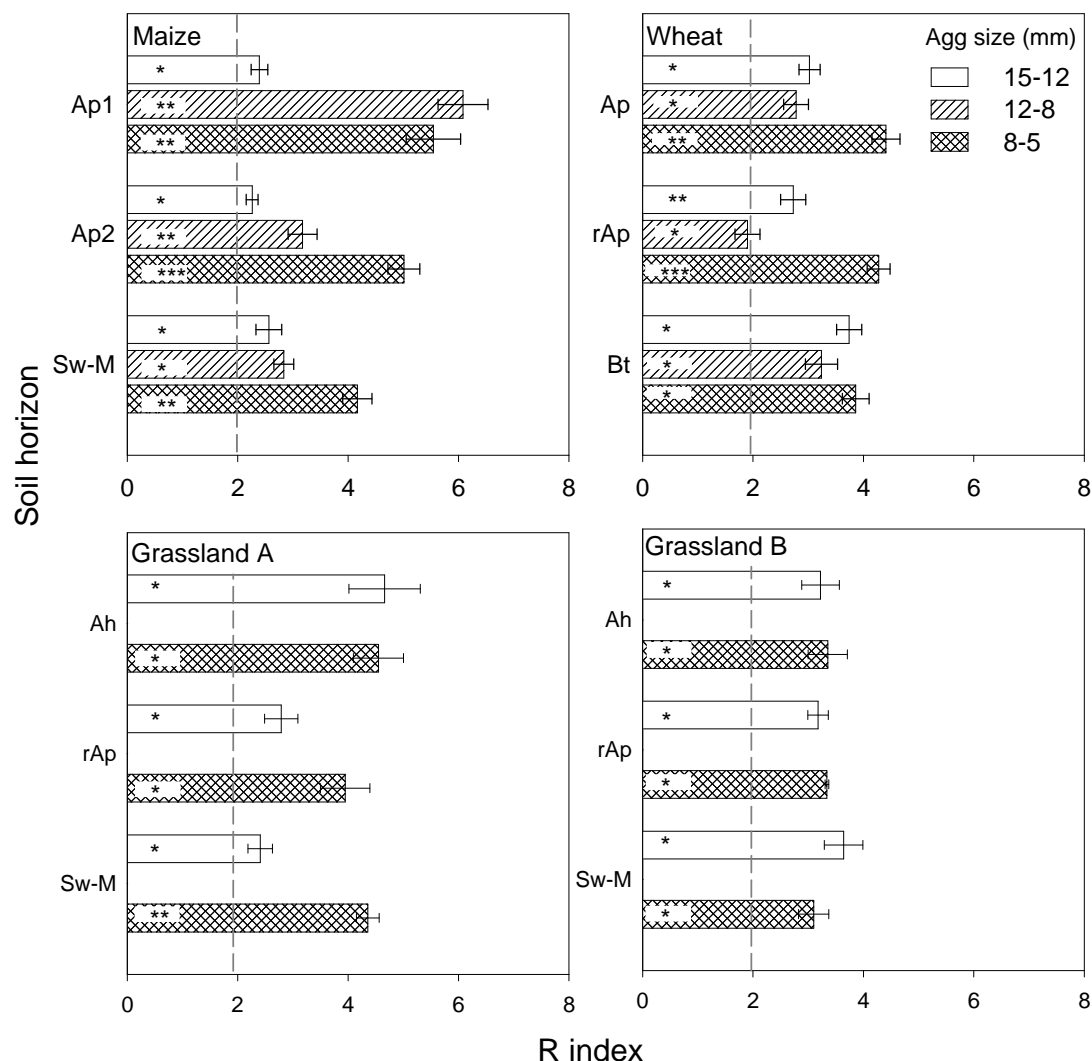 Maize
Ap1
*
**
**
Ap2
*
**
***
Sw-M
*
*
**
0 2 4 6 8
Wheat
Agg size (mm)
15-12
12-8
8-5
Ap
*
*
**
rAp
**
*
***
Bt
*
*
*
0 2 4 6 8
Soil horizon
Grassland A
Ah
*
*
rAp
*
*
Sw-M
*
**
0 2 4 6 8
Grassland B
Ah
*
*
rAp
*
*
Sw-M
*
*
0 2 4 6 8
R index